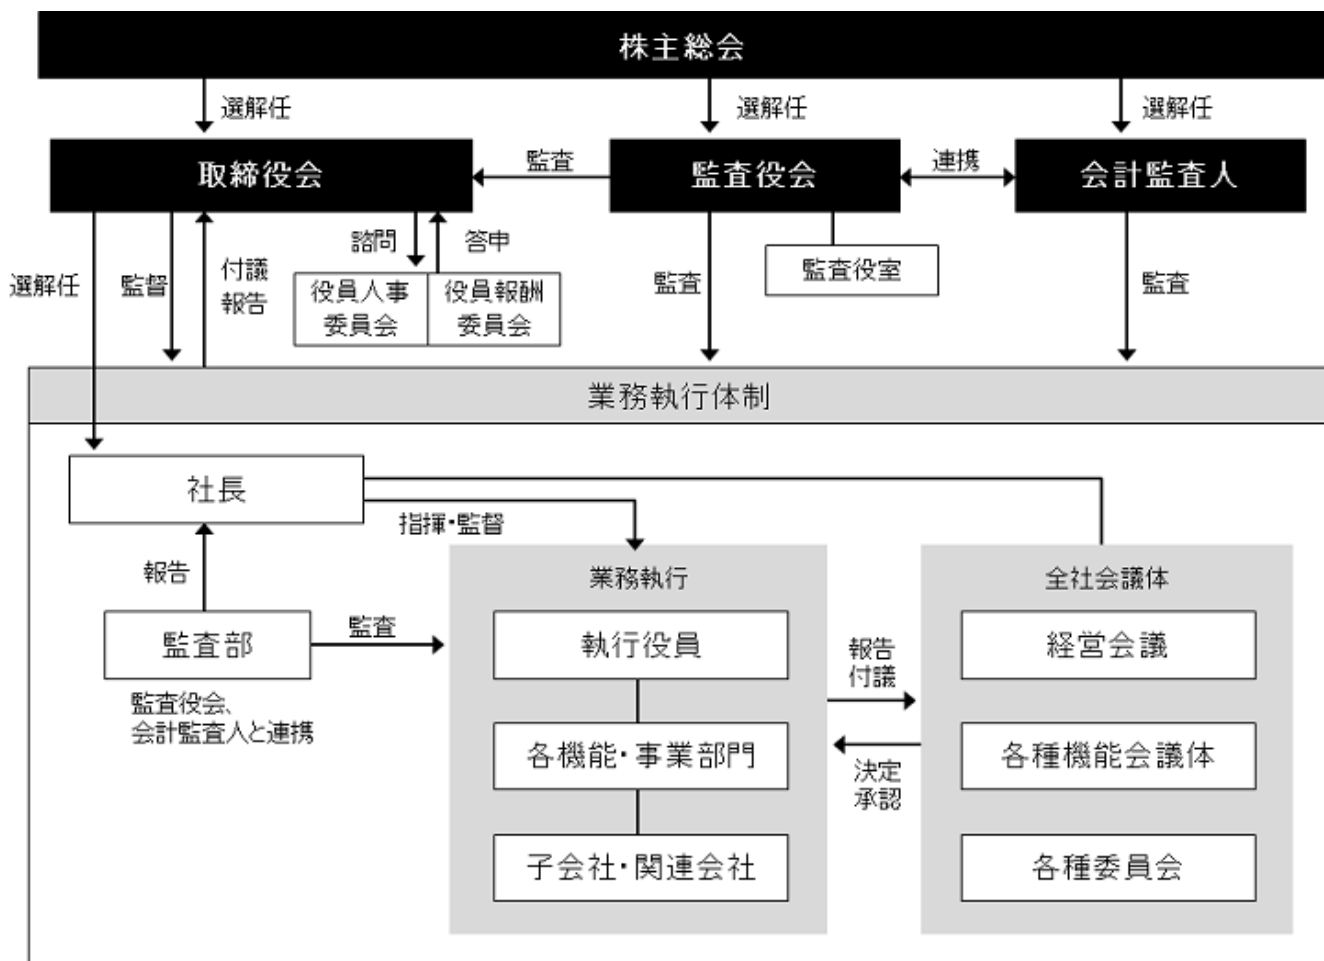 株主総会
選解任
選解任
選解任
取締役会
監査
監査役会
連携
会計監査人
選解任
監督
付議
報告
諮問
答申
役員人事
委員会
役員報酬
委員会
監査
監査役室
監査
業務執行体制
社長
指揮・監督
報告
監査部
監査
監査役会、
会計監査人と連携
業務執行
執行役員
各機能・事業部門
子会社・関連会社
報告
付議
決定
承認
全社会議体
経営会議
各種機能会議体
各種委員会